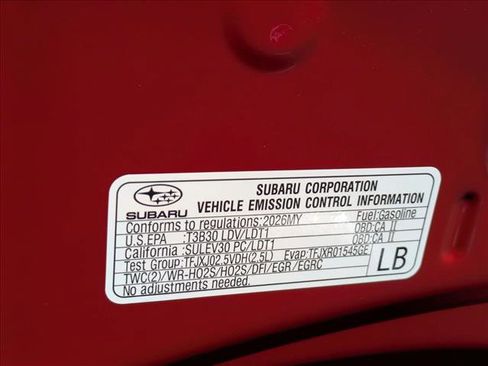 SUBARU CORPORATION
VEHICLE EMISSION CONTROL INFORMATION
SUBARU
Conforms to regulations:2026MY Fuel:Gasoline
U.S.EPA :T3B30 LDV/LDT1 OBD:CA II
California :SULEV30 PC/LDT1 OBD:CA II
Test Group:TFJXJ02.5VDH(2.5L) Evap:TFJXR01545GE
TWC(2)/WR-HO2S/HO2S/DFI/EGR/EGRC
No adjustments needed.
LB